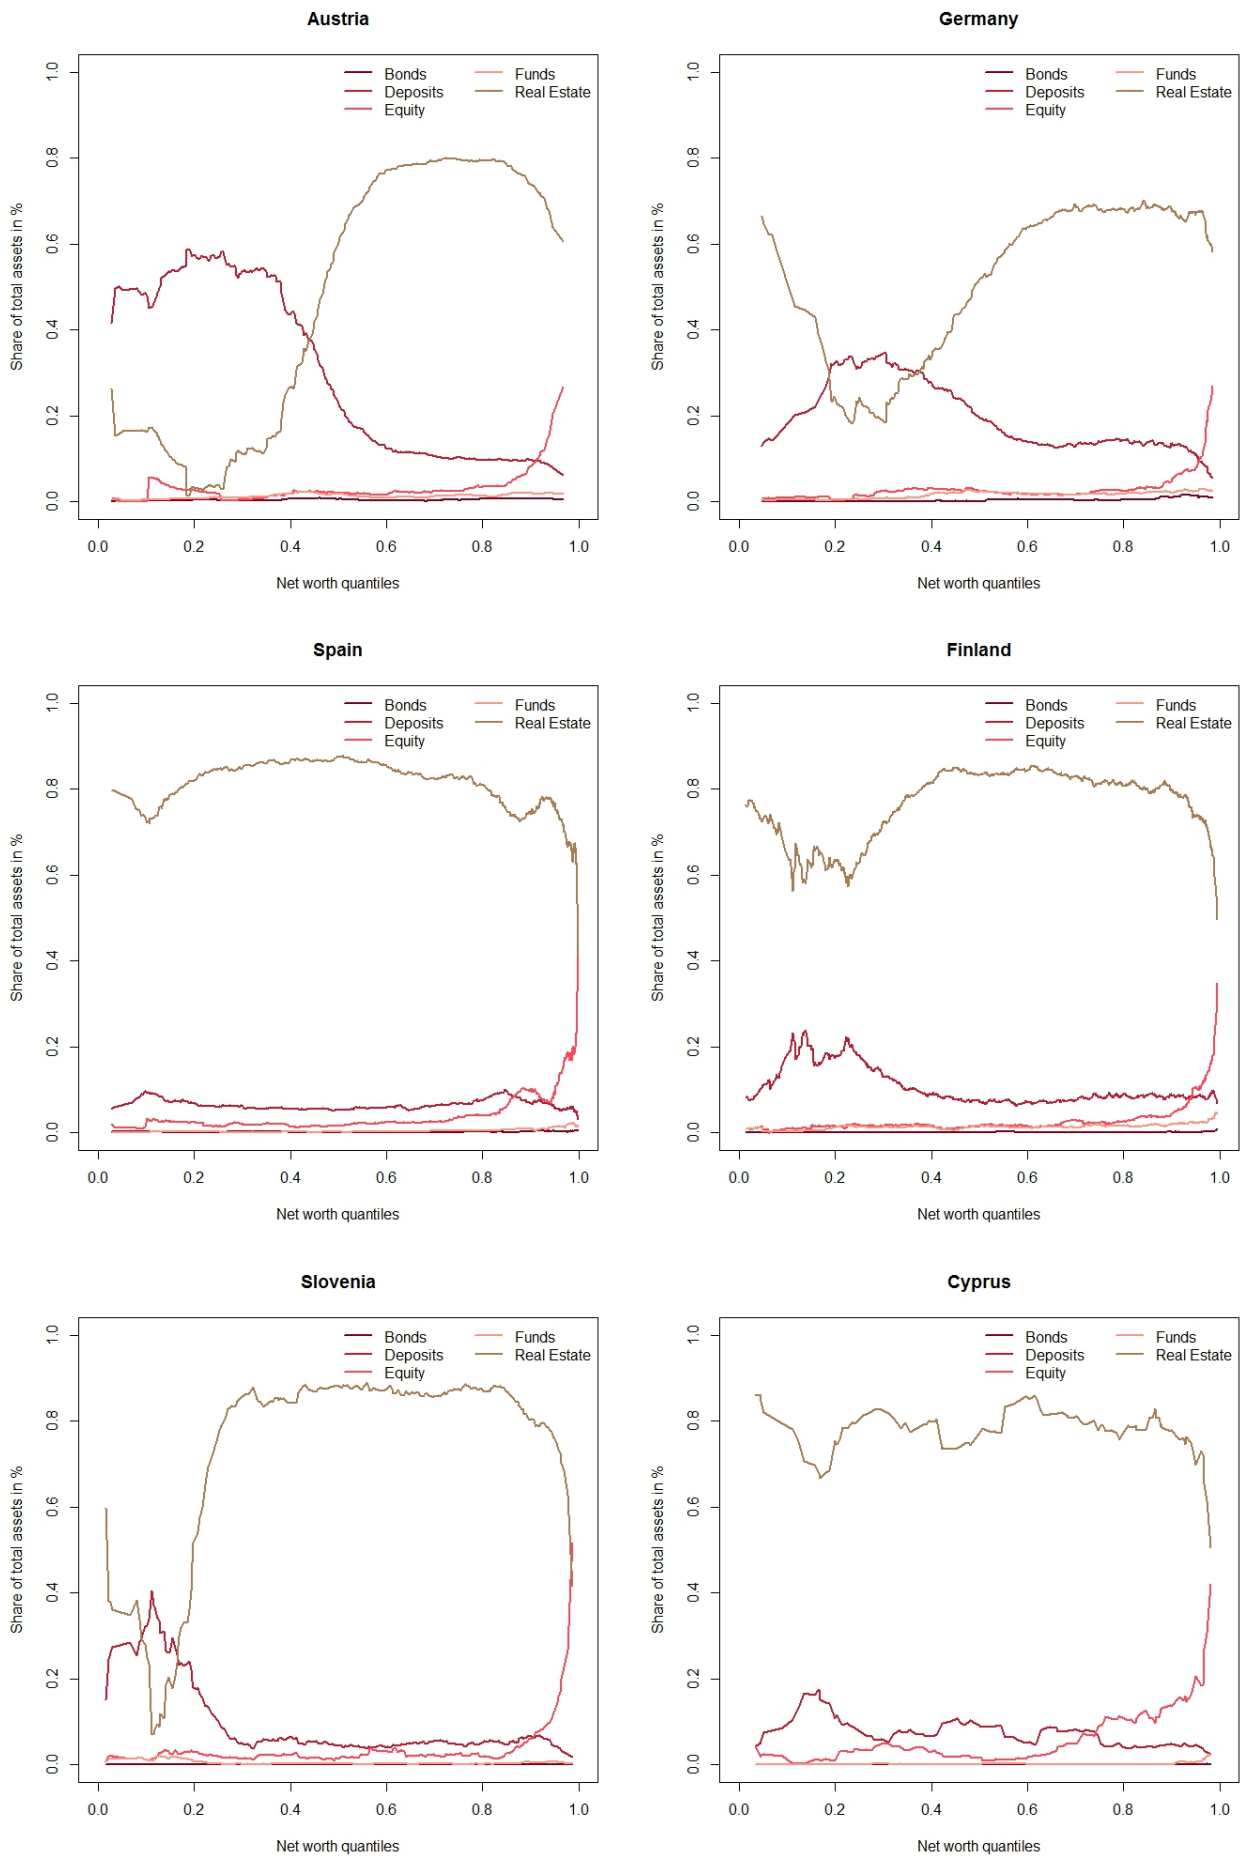 Austria
Bonds Funds
Deposits Real Estate
Equity
Share of total assets in %
1.0
0.8
0.6
0.4
0.2
0.0
0.0 0.2 0.4 0.6 0.8 1.0
Net worth quantiles
Germany
Bonds Funds
Deposits Real Estate
Equity
Share of total assets in %
1.0
0.8
0.6
0.4
0.2
0.0
0.0 0.2 0.4 0.6 0.8 1.0
Net worth quantiles
Spain
Bonds Funds
Deposits Real Estate
Equity
Share of total assets in %
1.0
0.8
0.6
0.4
0.2
0.0
0.0 0.2 0.4 0.6 0.8 1.0
Net worth quantiles
Finland
Bonds Funds
Deposits Real Estate
Equity
Share of total assets in %
1.0
0.8
0.6
0.4
0.2
0.0
0.0 0.2 0.4 0.6 0.8 1.0
Net worth quantiles
Slovenia
Bonds Funds
Deposits Real Estate
Equity
Share of total assets in %
1.0
0.8
0.6
0.4
0.2
0.0
0.0 0.2 0.4 0.6 0.8 1.0
Net worth quantiles
Cyprus
Bonds Funds
Deposits Real Estate
Equity
Share of total assets in %
1.0
0.8
0.6
0.4
0.2
0.0
0.0 0.2 0.4 0.6 0.8 1.0
Net worth quantiles